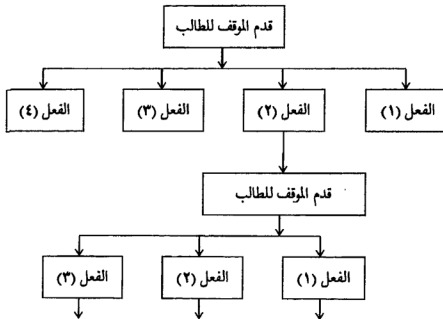 قدم الموقف للطالب
الفعل (١)
الفعل (٢)
الفعل (٣)
الفعل (٤)
قدم الموقف للطالب
الفعل (١)
الفعل (٢)
الفعل (٣)